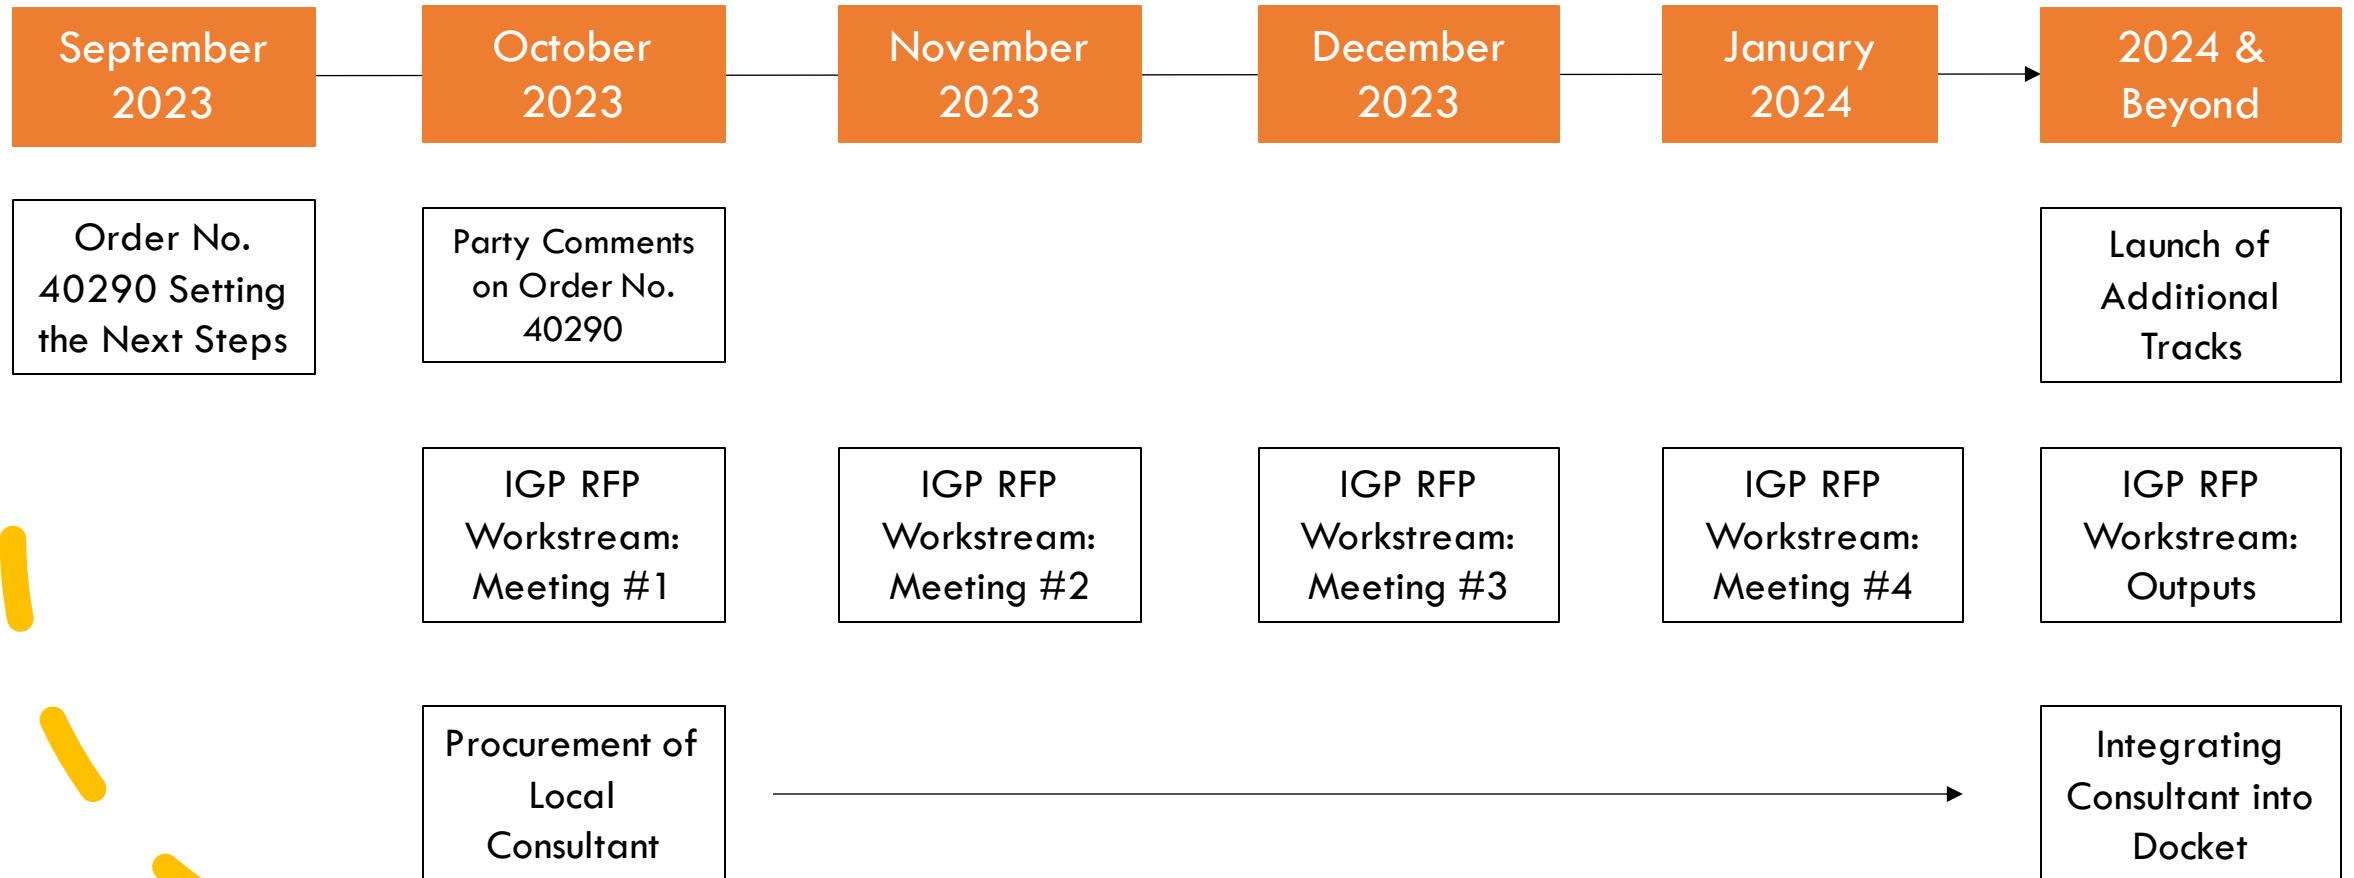 September
2023
October
2023
November
2023
December
2023
January
2024
2024 &
Beyond
Order No.
40290 Setting
the Next Steps
Party Comments
on Order No.
40290
Launch of
Additional
Tracks
IGP RFP
Workstream:
Meeting #1
IGP RFP
Workstream:
Meeting #2
IGP RFP
Workstream:
Meeting #3
IGP RFP
Workstream:
Meeting #4
IGP RFP
Workstream:
Outputs
Procurement of
Local
Consultant
Integrating
Consultant into
Docket